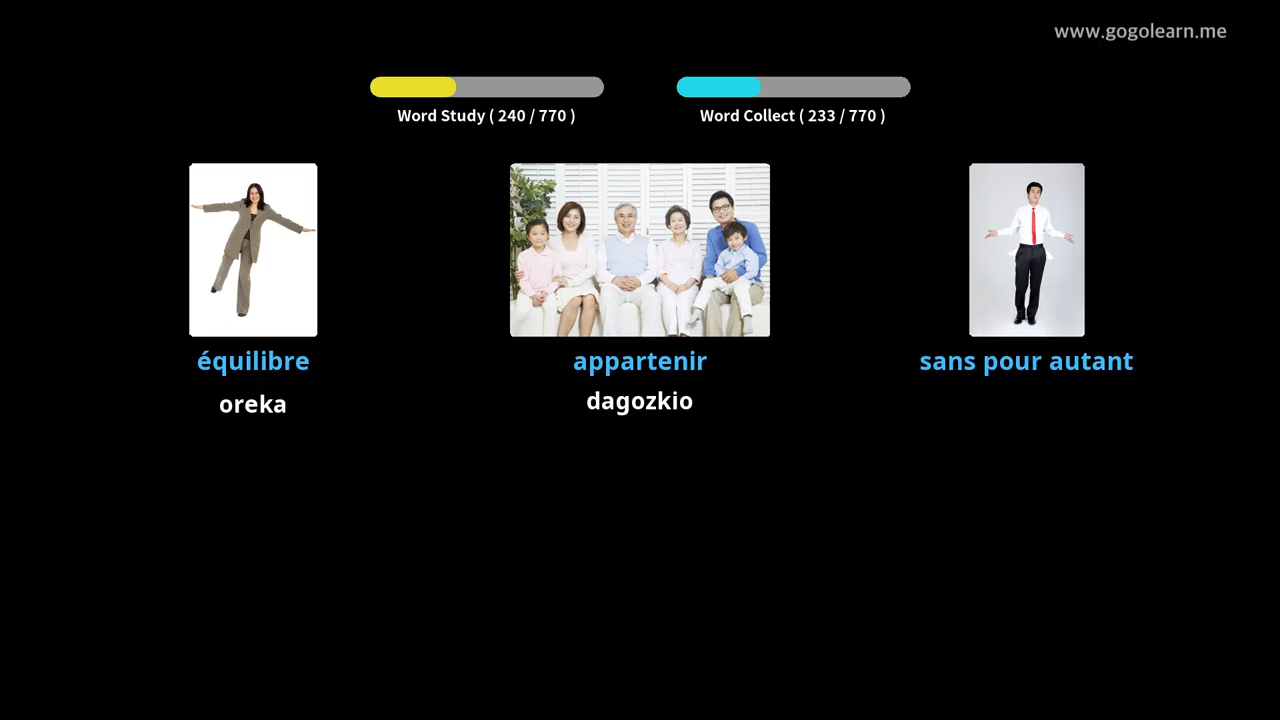 www.gogolearn.me
Word Study ( 240 / 770 )
Word Collect ( 233 / 770 )
équilibre
appartenir
sans pour autant
oreka
dagozkio